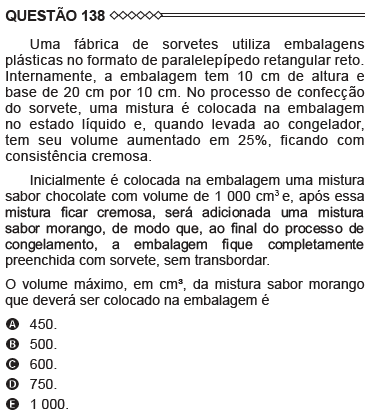 QUESTÃO 138
Uma fábrica de sorvetes utiliza embalagens
plásticas no formato de paralelepípedo retangular reto.
Internamente, a embalagem tem 10 cm de altura e
base de 20 cm por 10 cm. No processo de confecção
do sorvete, uma mistura é colocada na embalagem
no estado líquido e, quando levada ao congelador,
tem seu volume aumentado em 25%, ficando com
consistência cremosa.
Inicialmente é colocada na embalagem uma mistura
sabor chocolate com volume de 1 000 cm³ e, após essa
mistura ficar cremosa, será adicionada uma mistura
sabor morango, de modo que, ao final do processo de
congelamento, a embalagem fique completamente
preenchida com sorvete, sem transbordar.
O volume máximo, em cm³, da mistura sabor morango
que deverá ser colocado na embalagem é
A 450.
B 500.
C 600.
D 750.
E 1 000.